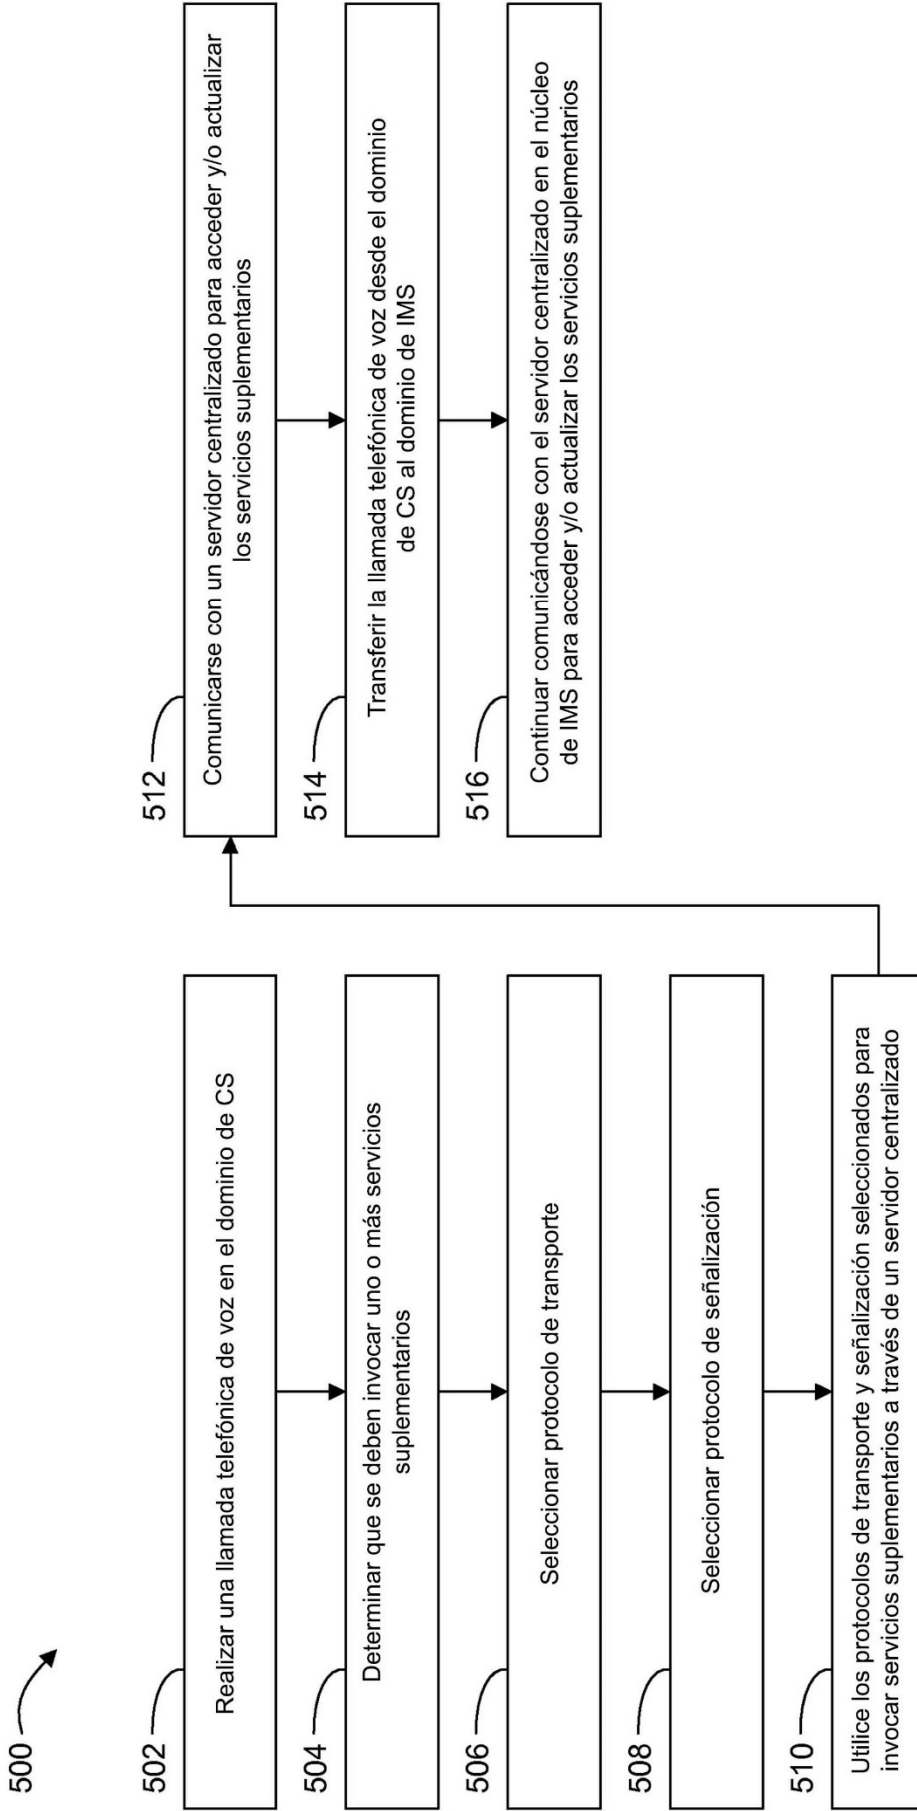 500
502
Realizar una llamada telefónica de voz en el dominio de CS
504
Determinar que se deben invocar uno o más servicios
suplementarios
506
Seleccionar protocolo de transporte
508
Seleccionar protocolo de señalización
510
Utilice los protocolos de transporte y señalización seleccionados para
invocar servicios suplementarios a través de un servidor centralizado
512
Comunicarse con un servidor centralizado para acceder y/o actualizar
los servicios suplementarios
514
Transferir la llamada telefónica de voz desde el dominio
de CS al dominio de IMS
516
Continuar comunicándose con el servidor centralizado en el núcleo
de IMS para acceder y/o actualizar los servicios suplementarios